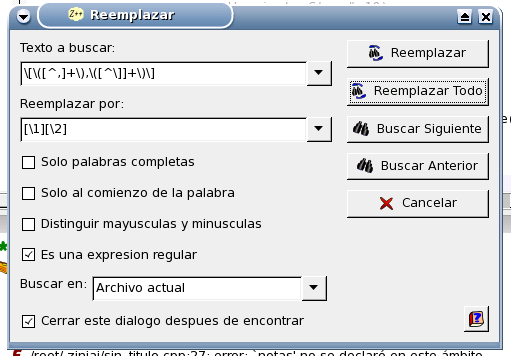 Z++ Reemplazar
Texto a buscar:
\[\([^,]+\),\([^\]]+\)\]
Reemplazar por:
[\1][\2]
Solo palabras completas
Solo al comienzo de la palabra
Distinguir mayusculas y minusculas
Es una expresion regular
Buscar en: Archivo actual
Cerrar este dialogo despues de encontrar
Reemplazar
Reemplazar Todo
Buscar Siguiente
Buscar Anterior
Cancelar
/root/.zinjai/sin_titulo.cpp:27: error: `notas' no se declaró en este ámbito